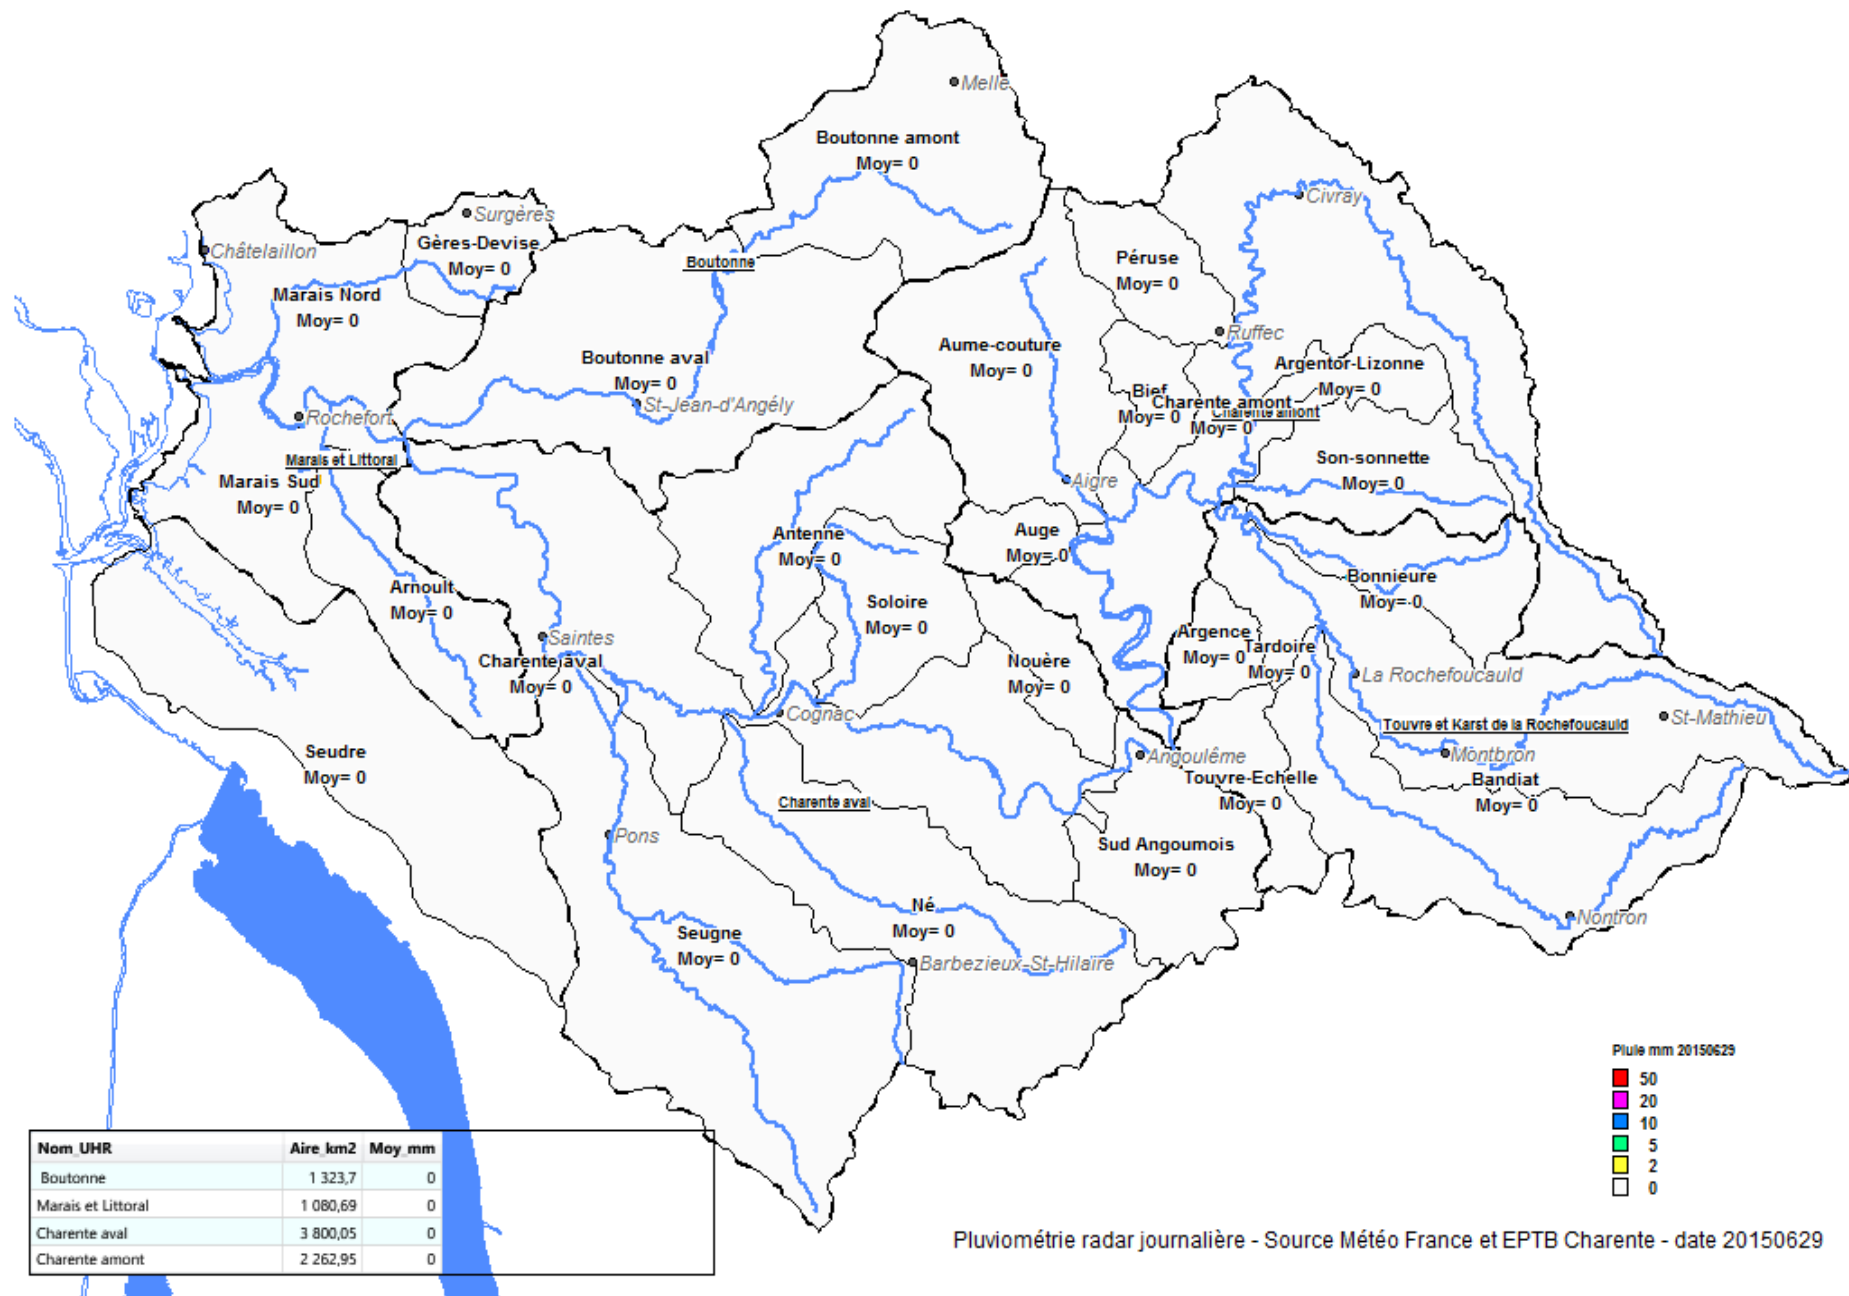 Melle
Boutonne amont
Moy= 0
Civray
Surgères
Châtelaillon
Gères-Devise
Moy= 0
Boutonne
Péruse
Moy= 0
Marais Nord
Moy= 0
Ruffec
Aume-couture
Moy= 0
Boutonne aval
Moy= 0
Argentor-Lizonne
Moy= 0
Bief
Moy= 0
Charente amont
Moy= 0
Charente amont
St-Jean-d'Angély
Rochefort
Marais et Littoral
Marais Sud
Moy= 0
Son-sonnette
Moy= 0
Aigre
Antenne
Moy= 0
Auge
Moy= 0
Arnoult
Moy= 0
Bonnieure
Moy= 0
Soloire
Moy= 0
Saintes
Charente aval
Moy= 0
Argence
Moy= 0
Tardoire
Moy= 0
Nouère
Moy= 0
La Rochefoucauld
Cognac
St-Mathieu
Touvre et Karst de la Rochefoucauld
Seudre
Moy= 0
Angoulême
Montbron
Touvre-Echelle
Moy= 0
Bandiat
Moy= 0
Charente aval
Pons
Sud Angoumois
Moy= 0
Né
Moy= 0
Nontron
Seugne
Moy= 0
Barbezieux-St-Hilaire
Pluie mm 20150629
50
20
10
5
2
0
Nom_UHR Aire_km2 Moy_mm
Boutonne 1 323,7 0
Marais et Littoral 1 080,69 0
Charente aval 3 800,05 0
Charente amont 2 262,95 0
Pluviométrie radar journalière - Source Météo France et EPTB Charente - date 20150629